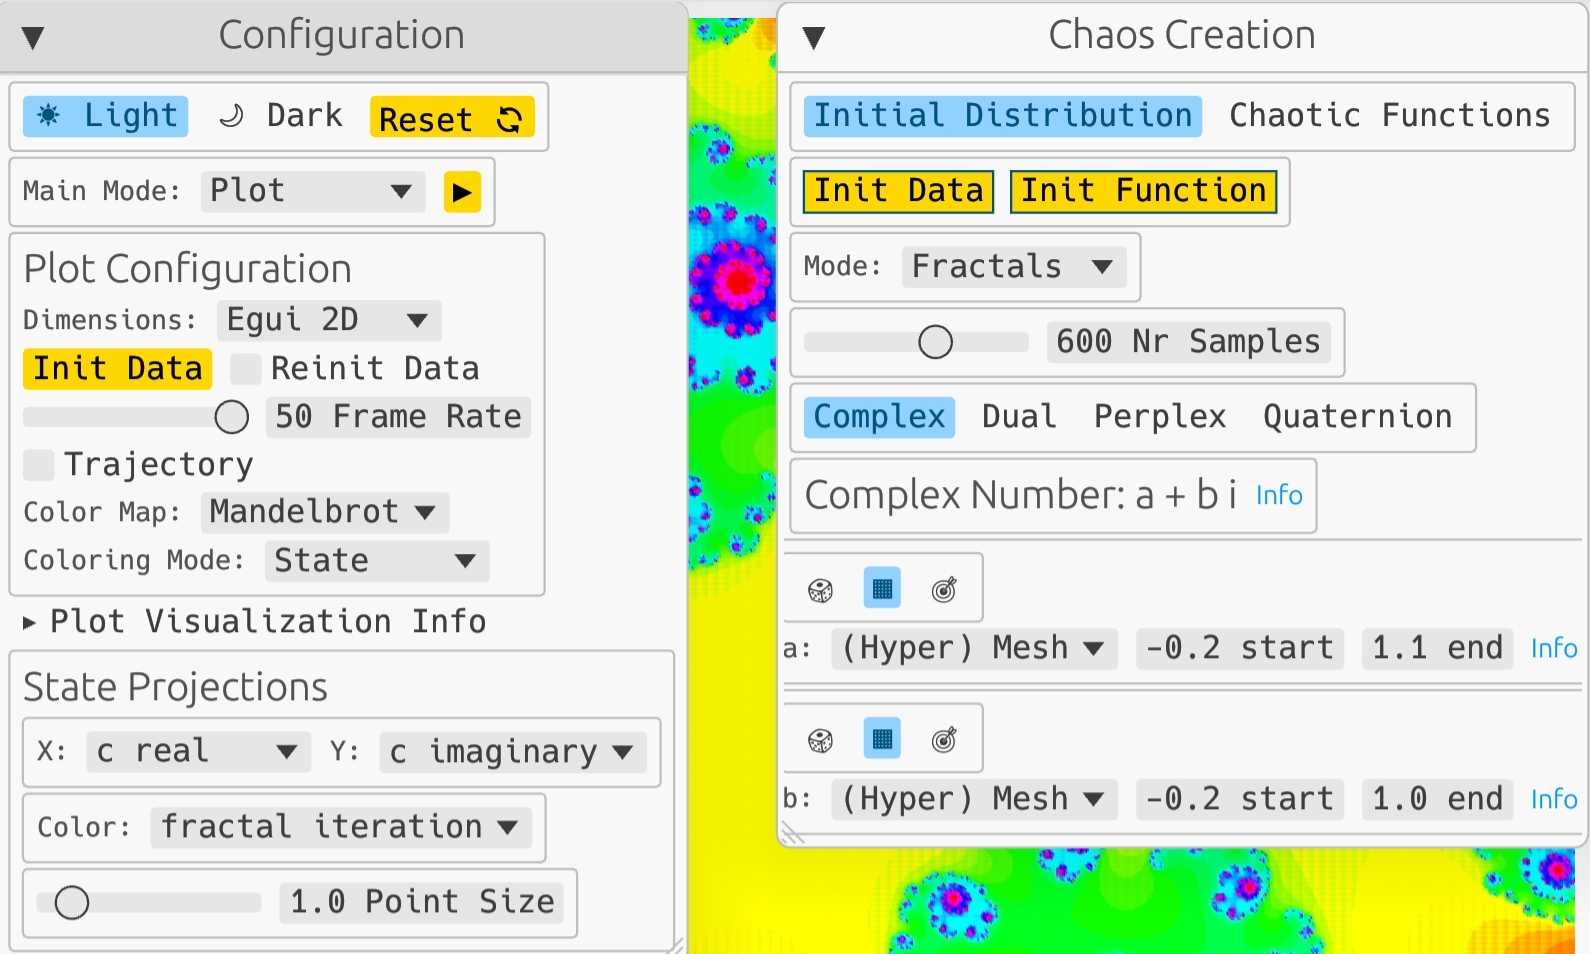 Configuration
Light Dark Reset
Main Mode: Plot
Plot Configuration
Dimensions: Egui 2D
Init Data Reinit Data
50 Frame Rate
Trajectory
Color Map: Mandelbrot
Coloring Mode: State
Plot Visualization Info
State Projections
X: c real Y: c imaginary
Color: fractal iteration
1.0 Point Size
Chaos Creation
Initial Distribution Chaotic Functions
Init Data Init Function
Mode: Fractals
600 Nr Samples
Complex Dual Perplex Quaternion
Complex Number: a + b i Info
a: (Hyper) Mesh -0.2 start 1.1 end Info
b: (Hyper) Mesh -0.2 start 1.0 end Info